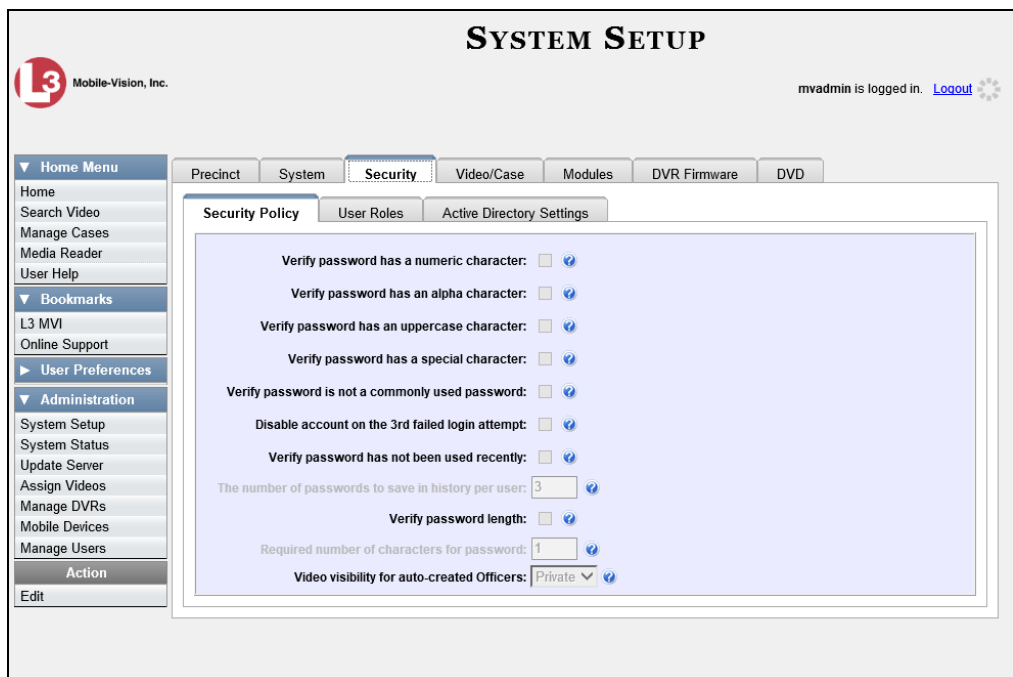 SYSTEM SETUP
L3 Mobile-Vision, Inc.
mvadmin is logged in. Logout
Home Menu
Home
Search Video
Manage Cases
Media Reader
User Help
Bookmarks
L3 MVI
Online Support
User Preferences
Administration
System Setup
System Status
Update Server
Assign Videos
Manage DVRs
Mobile Devices
Manage Users
Action
Edit
Precinct System Security Video/Case Modules DVR Firmware DVD
Security Policy User Roles Active Directory Settings
Verify password has a numeric character: ?
Verify password has an alpha character: ?
Verify password has an uppercase character: ?
Verify password has a special character: ?
Verify password is not a commonly used password: ?
Disable account on the 3rd failed login attempt: ?
Verify password has not been used recently: ?
The number of passwords to save in history per user: 3 ?
Verify password length: ?
Required number of characters for password: 1 ?
Video visibility for auto-created Officers: Private ?